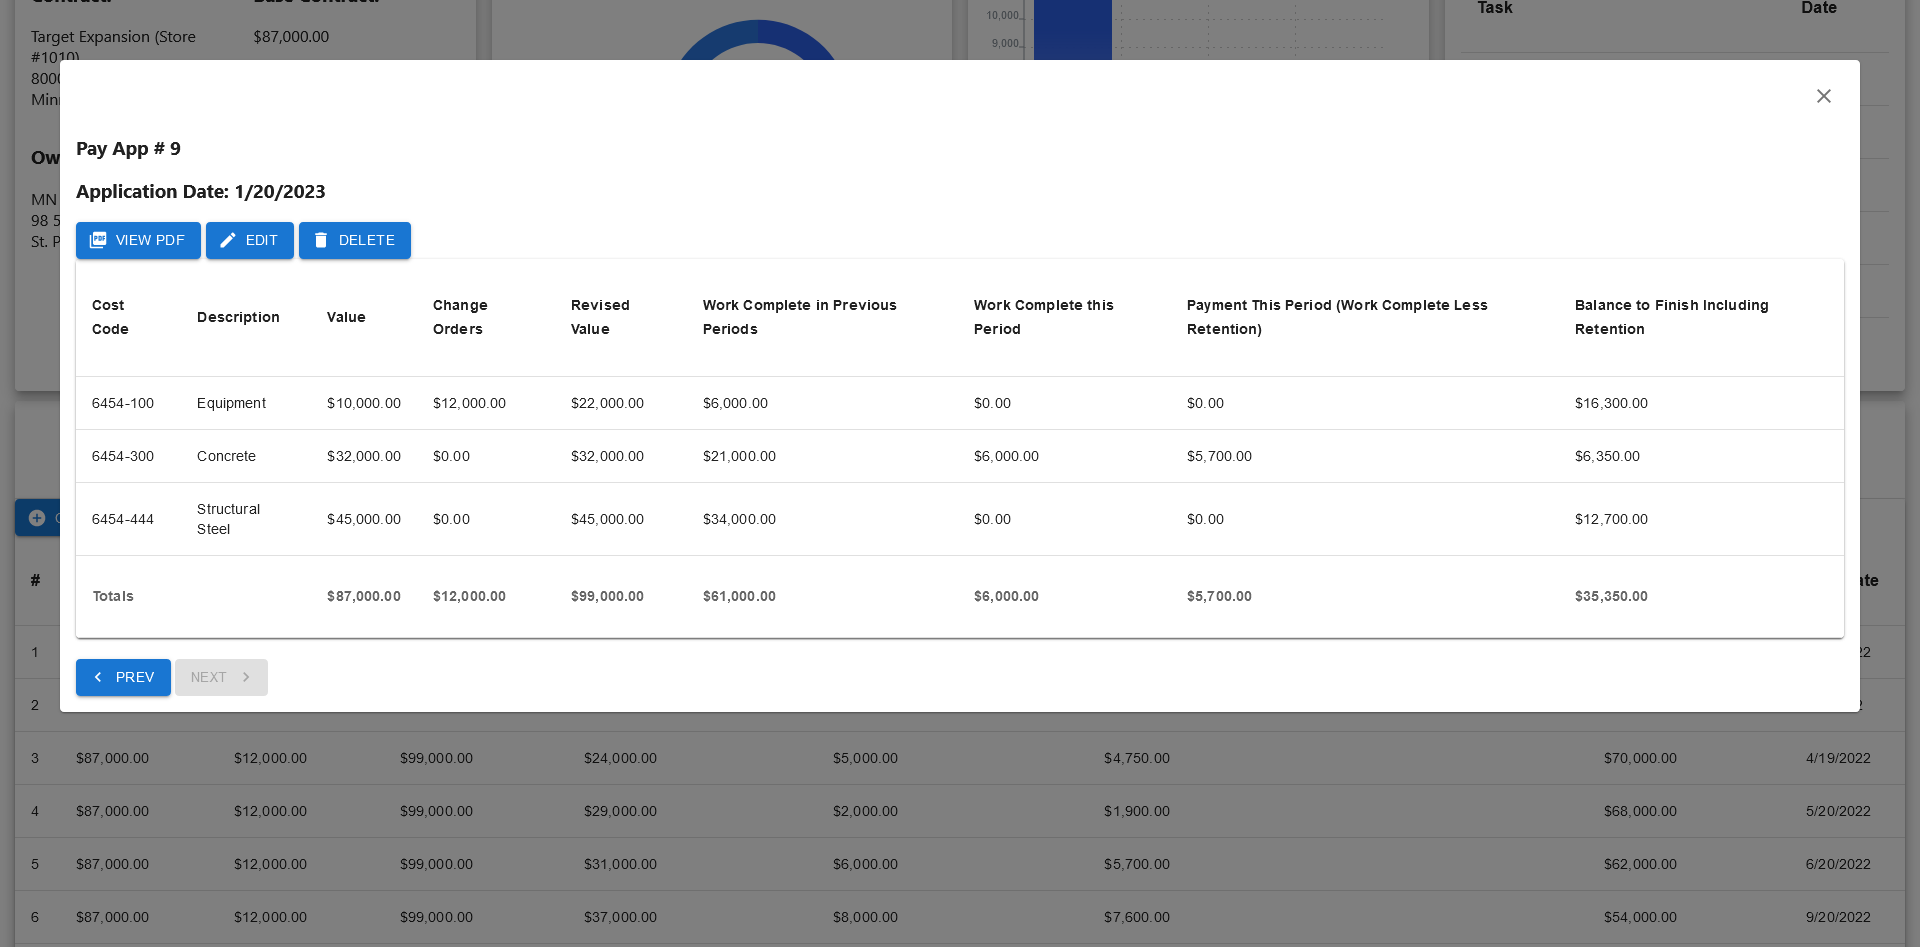 Target Expansion (Store $87,000.00
#1010)
10,000
9,000
Task Date
Pay App # 9
Application Date: 1/20/2023
VIEW PDF EDIT DELETE
Cost Code Description Value Change Orders Revised Value Work Complete in Previous Periods Work Complete this Period Payment This Period (Work Complete Less Retention) Balance to Finish Including Retention
6454-100 Equipment $10,000.00 $12,000.00 $22,000.00 $6,000.00 $0.00 $0.00 $16,300.00
6454-300 Concrete $32,000.00 $0.00 $32,000.00 $21,000.00 $6,000.00 $5,700.00 $6,350.00
6454-444 Structural Steel $45,000.00 $0.00 $45,000.00 $34,000.00 $0.00 $0.00 $12,700.00
Totals $87,000.00 $12,000.00 $99,000.00 $61,000.00 $6,000.00 $5,700.00 $35,350.00
PREV NEXT
MN
98 5
St. P
#
1
2
3 $87,000.00 $12,000.00 $99,000.00 $24,000.00 $5,000.00 $4,750.00 $70,000.00 4/19/2022
4 $87,000.00 $12,000.00 $99,000.00 $29,000.00 $2,000.00 $1,900.00 $68,000.00 5/20/2022
5 $87,000.00 $12,000.00 $99,000.00 $31,000.00 $6,000.00 $5,700.00 $62,000.00 6/20/2022
6 $87,000.00 $12,000.00 $99,000.00 $37,000.00 $8,000.00 $7,600.00 $54,000.00 9/20/2022